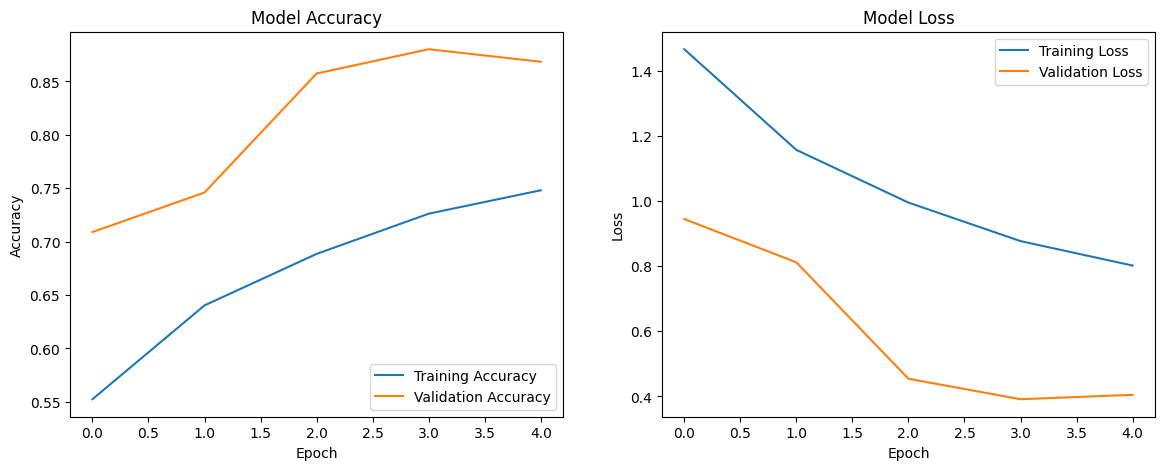 Model Accuracy
Accuracy
0.85
0.80
0.75
0.70
0.65
0.60
0.55
0.0 0.5 1.0 1.5 2.0 2.5 3.0 3.5 4.0
Epoch
Training Accuracy
Validation Accuracy
Model Loss
Loss
1.4
1.2
1.0
0.8
0.6
0.4
0.0 0.5 1.0 1.5 2.0 2.5 3.0 3.5 4.0
Epoch
Training Loss
Validation Loss